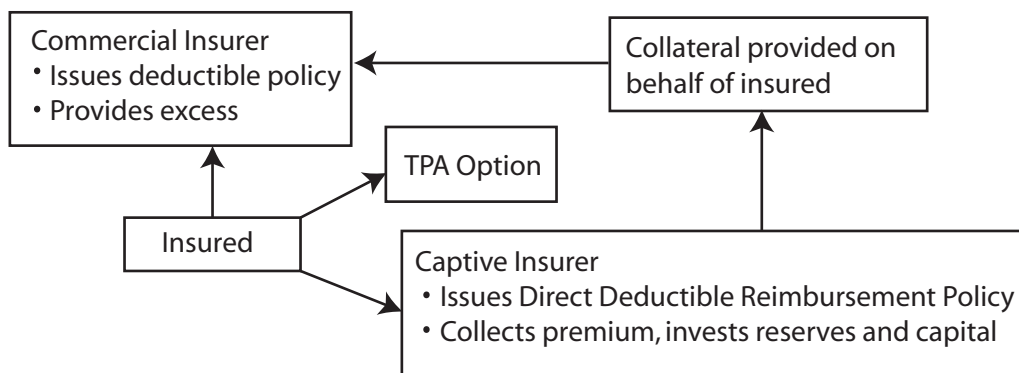 Commercial Insurer
• Issues deductible policy
• Provides excess
Collateral provided on
behalf of insured
TPA Option
Insured
Captive Insurer
• Issues Direct Deductible Reimbursement Policy
• Collects premium, invests reserves and capital